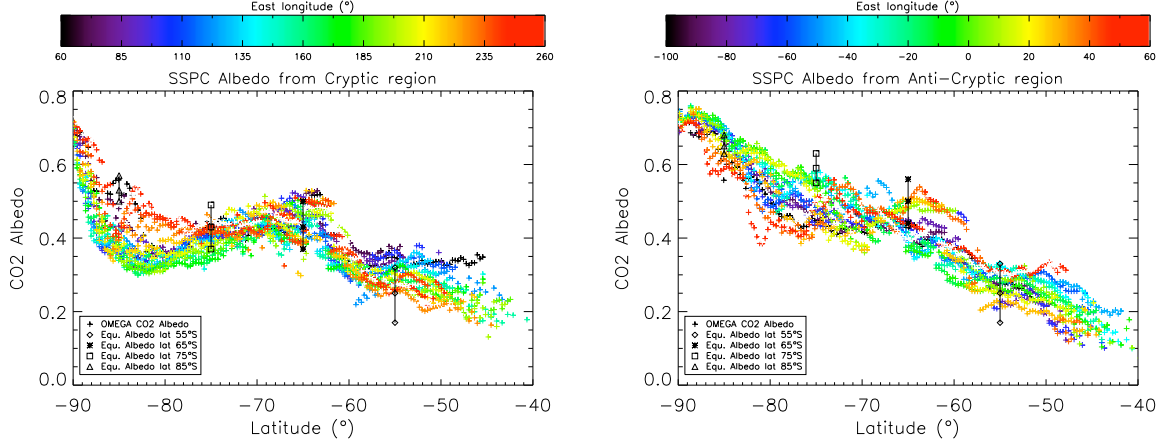 East longitude (°)
60 85 110 135 160 185 210 235 260
SSPC Albedo from Cryptic region
CO2 Albedo
0.8
0.6
0.4
0.2
0.0
+ OMEGA CO2 Albedo
◇ Equ. Albedo lat 55°S
✱ Equ. Albedo lat 65°S
□ Equ. Albedo lat 75°S
△ Equ. Albedo lat 85°S
−90 −80 −70 −60 −50 −40
Latitude (°)
East longitude (°)
−100 −80 −60 −40 −20 0 20 40 60
SSPC Albedo from Anti−Cryptic region
CO2 Albedo
0.8
0.6
0.4
0.2
0.0
+ OMEGA CO2 Albedo
◇ Equ. Albedo lat 55°S
✱ Equ. Albedo lat 65°S
□ Equ. Albedo lat 75°S
△ Equ. Albedo lat 85°S
−90 −80 −70 −60 −50 −40
Latitude (°)